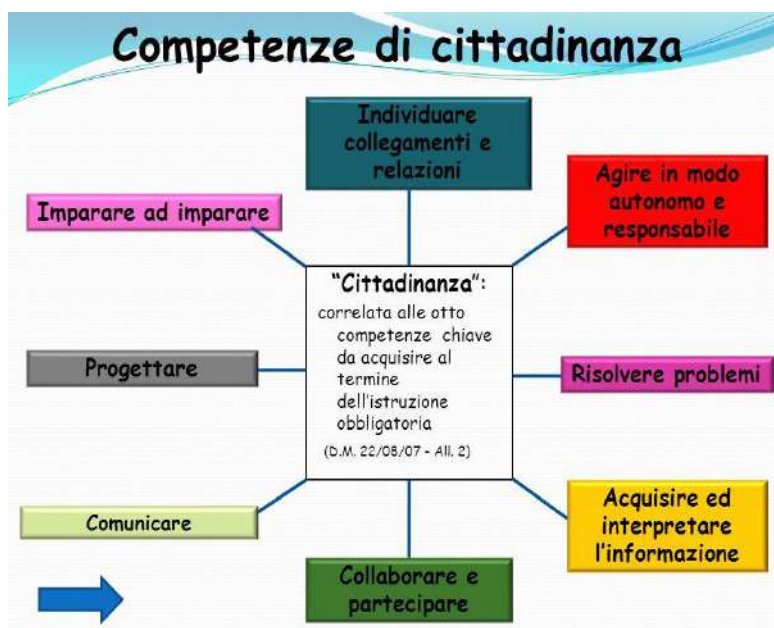 Competenze di cittadinanza
Individuare
collegamenti e
relazioni
Agire in modo
autonomo e
responsabile
Imparare ad imparare
"Cittadinanza":
correlata alle otto
competenze chiave
da acquisire al
termine
dell'istruzione
obbligatoria
(D.M. 22/08/07 - All. 2)
Progettare
Risolvere problemi
Comunicare
Acquisire ed
interpretare
l'informazione
Collaborare e
partecipare